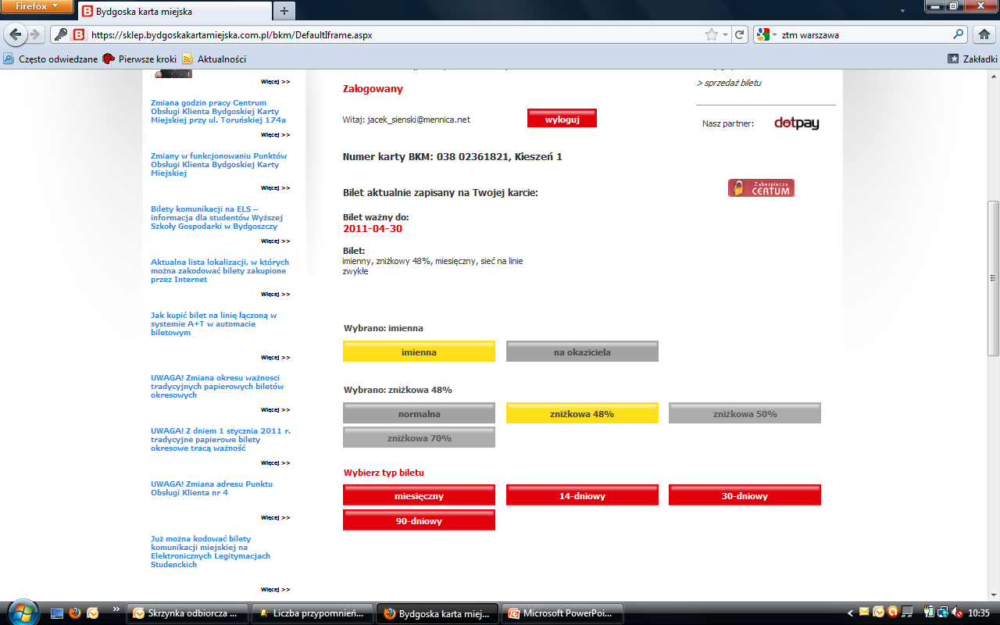 Firefox
Bydgoska karta miejska
https://sklep.bydgoskakartamiejska.com.pl/bkm/DefaultIframe.aspx
ztm warszawa
Często odwiedzane
Pierwsze kroki
Aktualności
Zakładki
Więcej >>
Zmiana godzin pracy Centrum
Obsługi Klienta Bydgoskiej Karty
Miejskiej przy ul. Toruńskiej 174a
Więcej >>
Zmiany w funkcjonowaniu Punktów
Obsługi Klienta Bydgoskiej Karty
Miejskiej
Więcej >>
Bilety komunikacji na ELS –
informacja dla studentów Wyższej
Szkoły Gospodarki w Bydgoszczy
Więcej >>
Aktualna lista lokalizacji, w których
można zakodować bilety zakupione
przez Internet
Więcej >>
Jak kupić bilet na linię łączoną w
systemie A+T w automacie
biletowym
Więcej >>
UWAGA! Zmiana okresu ważnosci
tradycyjnych papierowych biletów
okresowych
Więcej >>
UWAGA! Z dniem 1 stycznia 2011 r.
tradycyjne papierowe bilety
okresowe tracą ważność
Więcej >>
UWAGA! Zmiana adresu Punktu
Obsługi Klienta nr 4
Więcej >>
Już można kodować bilety
komunikacji miejskiej na
Elektronicznych Legitymacjach
Studenckich
Więcej >>
Zalogowany
Witaj: jacek_sienski@mennica.net
wyloguj
Numer karty BKM: 038 02361821, Kieszeń 1
Bilet aktualnie zapisany na Twojej karcie:
Bilet ważny do:
2011-04-30
Bilet:
imienny, zniżkowy 48%, miesięczny, sieć na linie
zwykłe
Wybrano: imienna
imienna
na okaziciela
Wybrano: zniżkowa 48%
normalna
zniżkowa 48%
zniżkowa 50%
zniżkowa 70%
Wybierz typ biletu
miesięczny
14-dniowy
30-dniowy
90-dniowy
> sprzedaż biletu
Nasz partner:
dotpay
Zabezpiecza
CERTUM
Skrzynka odbiorcza ...
Liczba przypomnień...
Bydgoska karta miej...
Microsoft PowerPoi...
10:35